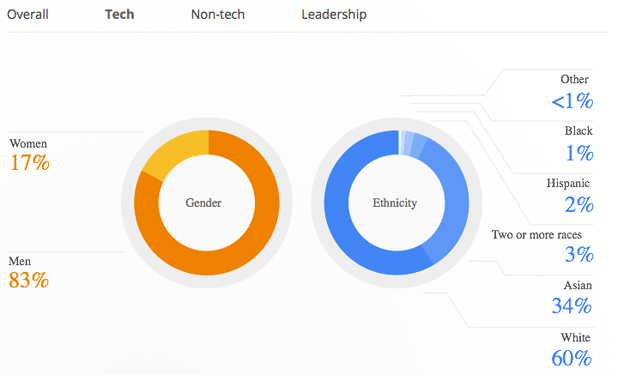 Overall Tech Non-tech Leadership
Women
17%
Men
83%
Gender
Ethnicity
Other
<1%
Black
1%
Hispanic
2%
Two or more races
3%
Asian
34%
White
60%